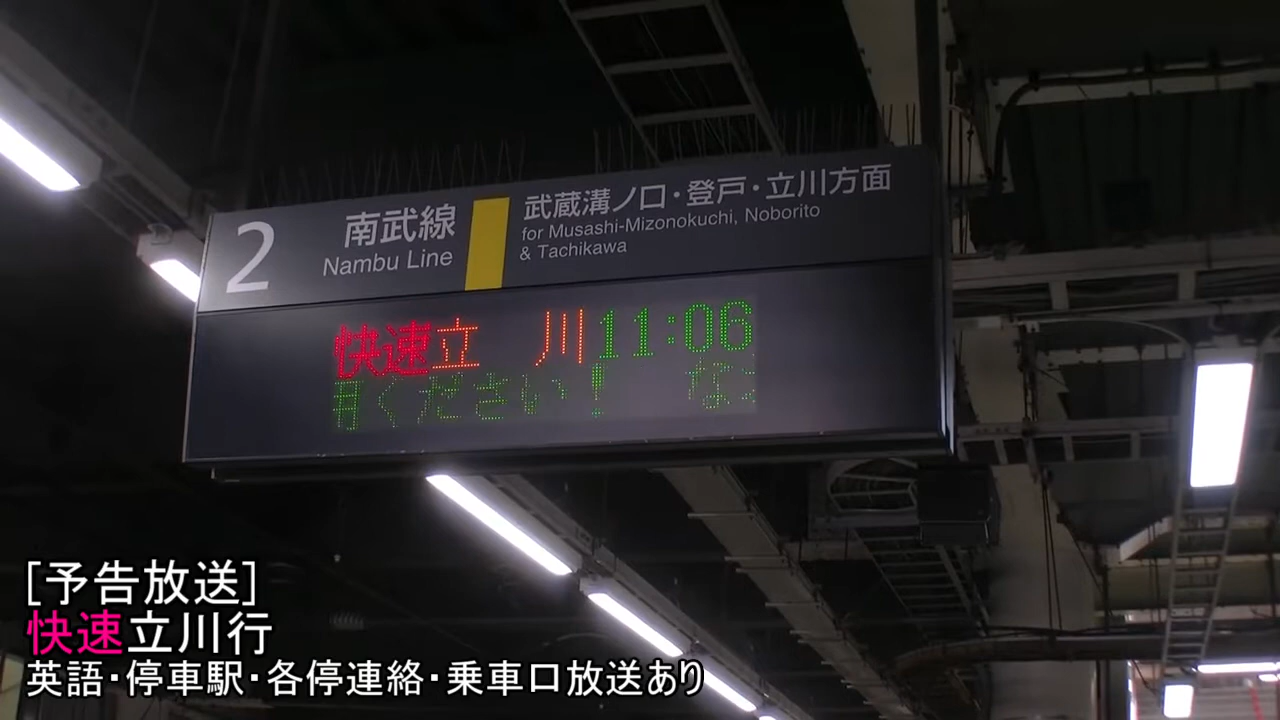 2
南武線
Nambu Line
武蔵溝ノ口・登戸・立川方面
for Musashi-Mizonokuchi, Noborito
& Tachikawa
快速立 川11:06
ください! な
[予告放送]
快速立川行
英語・停車駅・各停連絡・乗車口放送あり